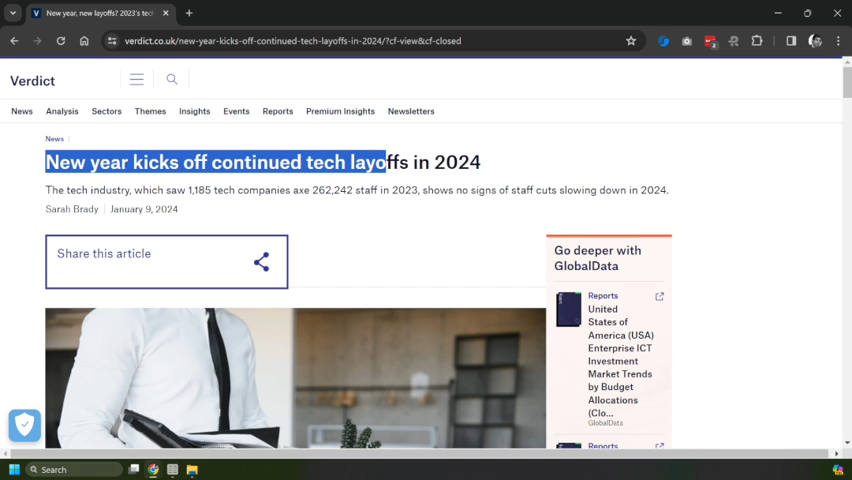 New year, new layoffs? 2023's tec
verdict.co.uk/new-year-kicks-off-continued-tech-layoffs-in-2024/?cf-view&cf-closed
Verdict
News Analysis Sectors Themes Insights Events Reports Premium Insights Newsletters
News
New year kicks off continued tech layoffs in 2024
The tech industry, which saw 1,185 tech companies axe 262,242 staff in 2023, shows no signs of staff cuts slowing down in 2024.
Sarah Brady January 9, 2024
Share this article
Go deeper with
GlobalData
Reports
United
States of
America (USA)
Enterprise ICT
Investment
Market Trends
by Budget
Allocations
(Clo...
GlobalData
Reports
Search